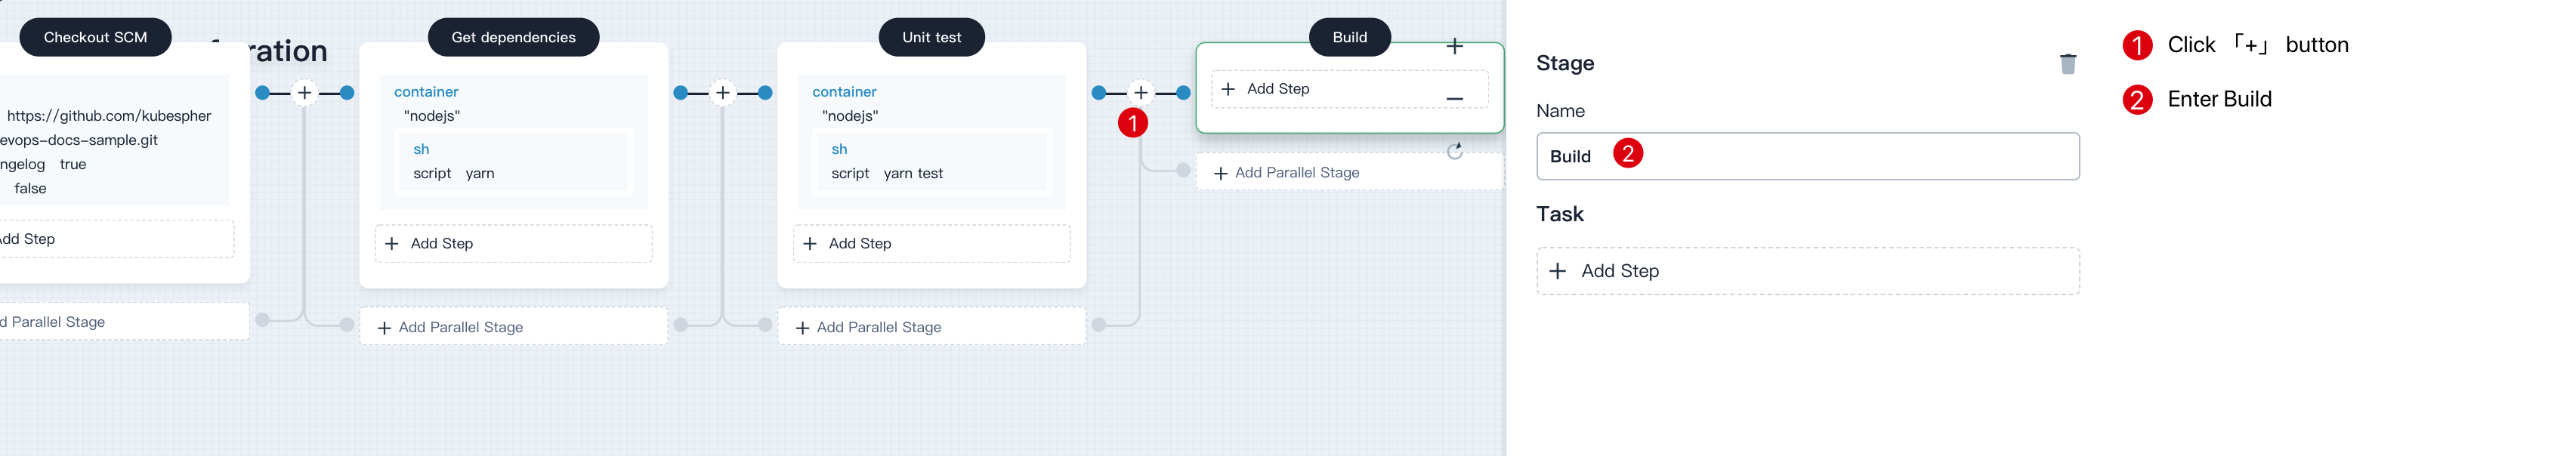 Checkout SCM
ration
https://github.com/kubespher
evops-docs-sample.git
ngelog true
false
Add Step
d Parallel Stage
Get dependencies
container
"nodejs"
sh
script yarn
+ Add Step
+ Add Parallel Stage
Unit test
container
"nodejs"
sh
script yarn test
+ Add Step
+ Add Parallel Stage
1
Build
+ Add Step
+ Add Parallel Stage
Stage
Name
Build 2
Task
+ Add Step
1 Click 「+」 button
2 Enter Build